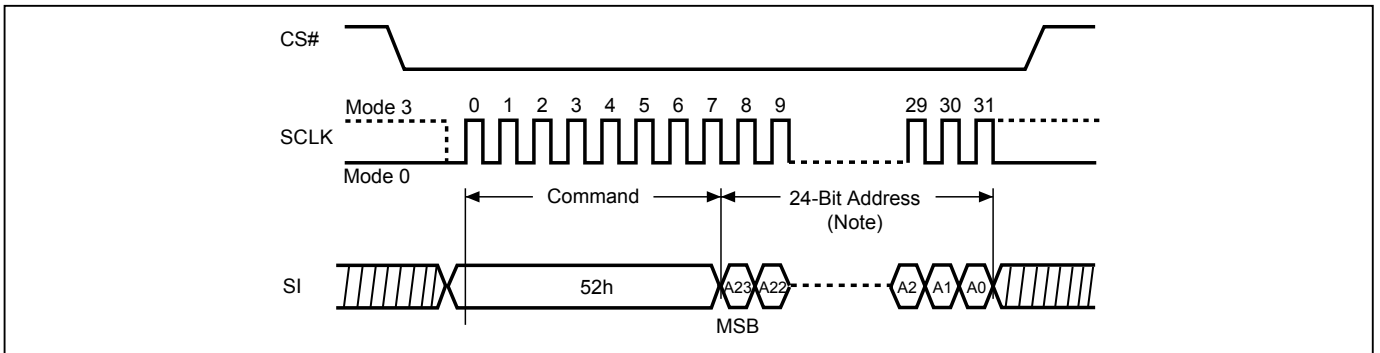 CS#
Mode 3 0 1 2 3 4 5 6 7 8 9 29 30 31
SCLK
Mode 0
Command 24-Bit Address
(Note)
SI 52h A23 A22 A2 A1 A0
MSB